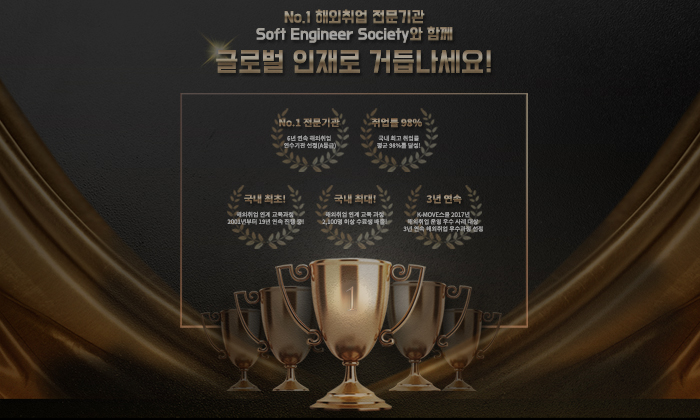 No.1 해외취업 전문기관
Soft Engineer Society와 함께
글로벌 인재로 거듭나세요!
No.1 전문기관
6년 연속 해외취업
연수기관 선정(A등급)
취업률 98%
국내 최고 취업률
평균 98%를 달성!
국내 최초!
해외취업 연계 교육과정
2001년부터 19년 연속 진행 중!
국내 최대!
해외취업 연계 교육 과정
2,100명 이상 수료생 배출!
3년 연속
K-MOVE스쿨 2017년
해외취업 운영 우수 사례 대상
3년 연속 해외취업 우수과정 선정
1